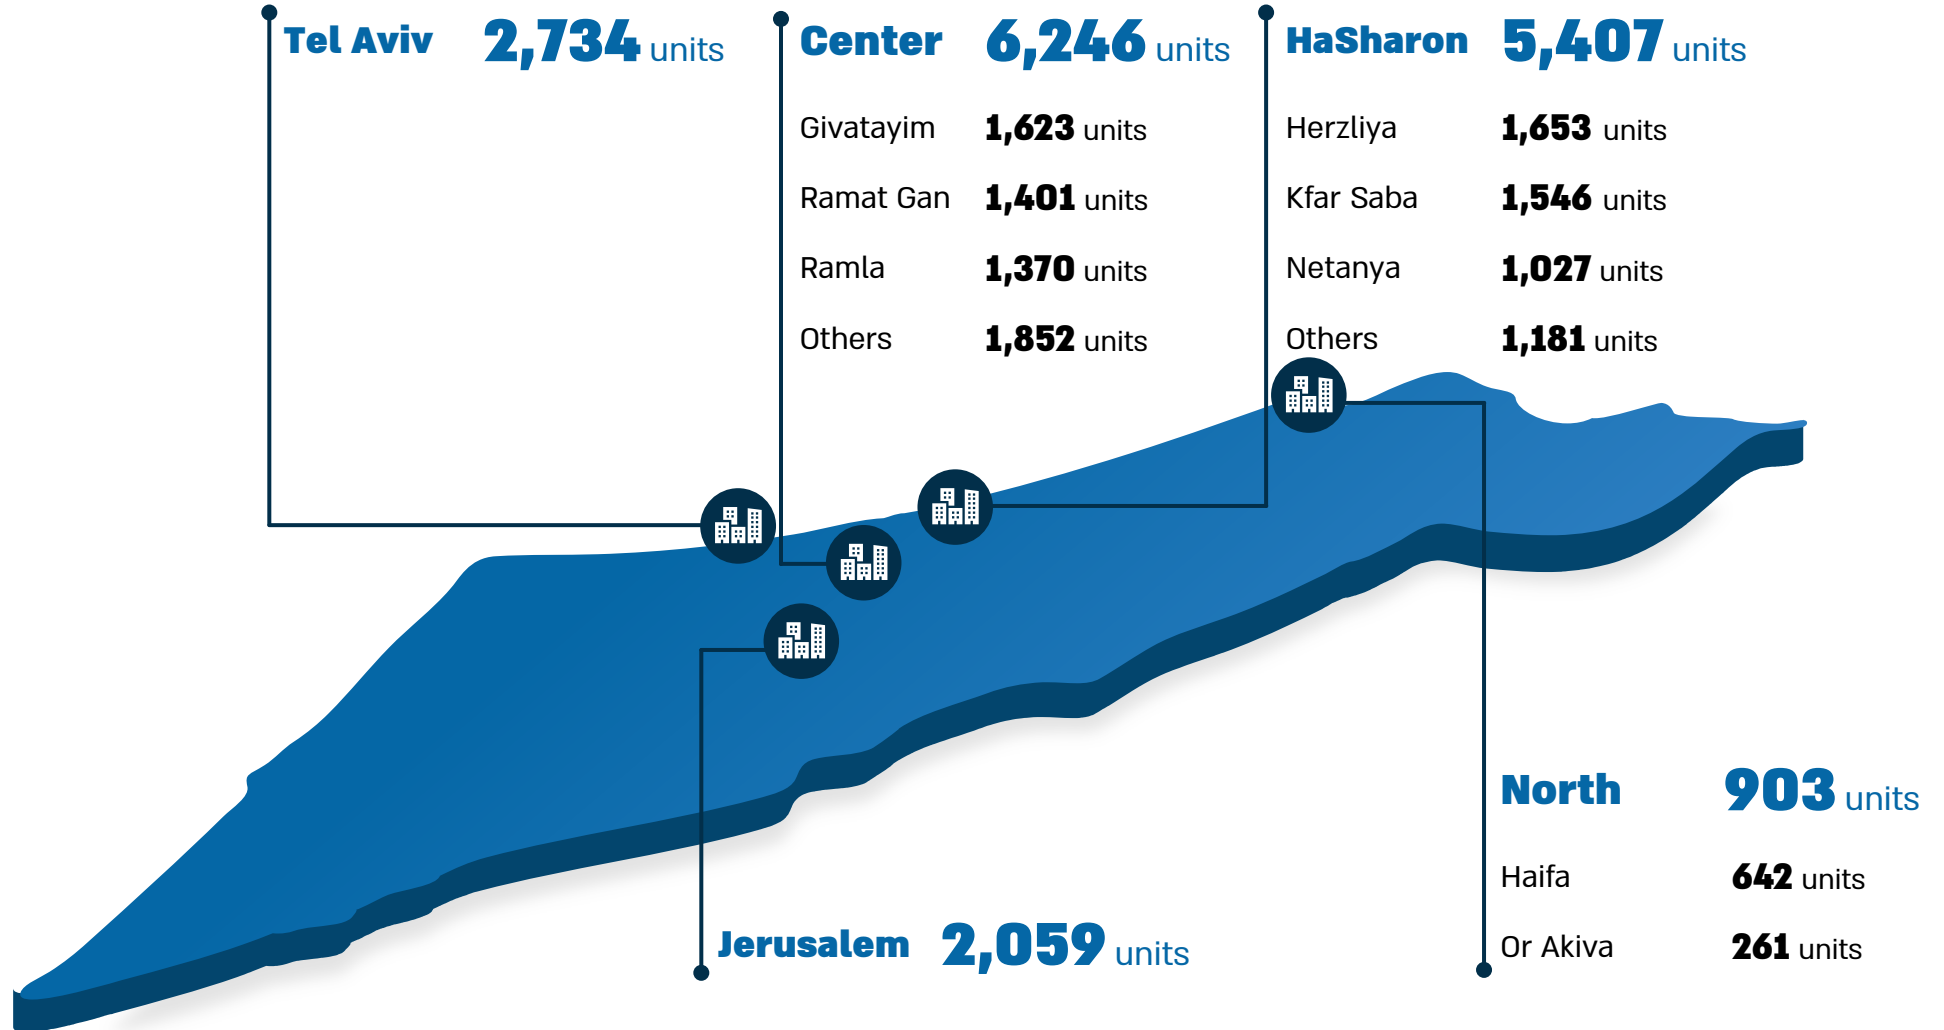 Tel Aviv 2,734 units
Center 6,246 units
Givatayim 1,623 units
Ramat Gan 1,401 units
Ramla 1,370 units
Others 1,852 units
HaSharon 5,407 units
Herzliya 1,653 units
Kfar Saba 1,546 units
Netanya 1,027 units
Others 1,181 units
Jerusalem 2,059 units
North 903 units
Haifa 642 units
Or Akiva 261 units